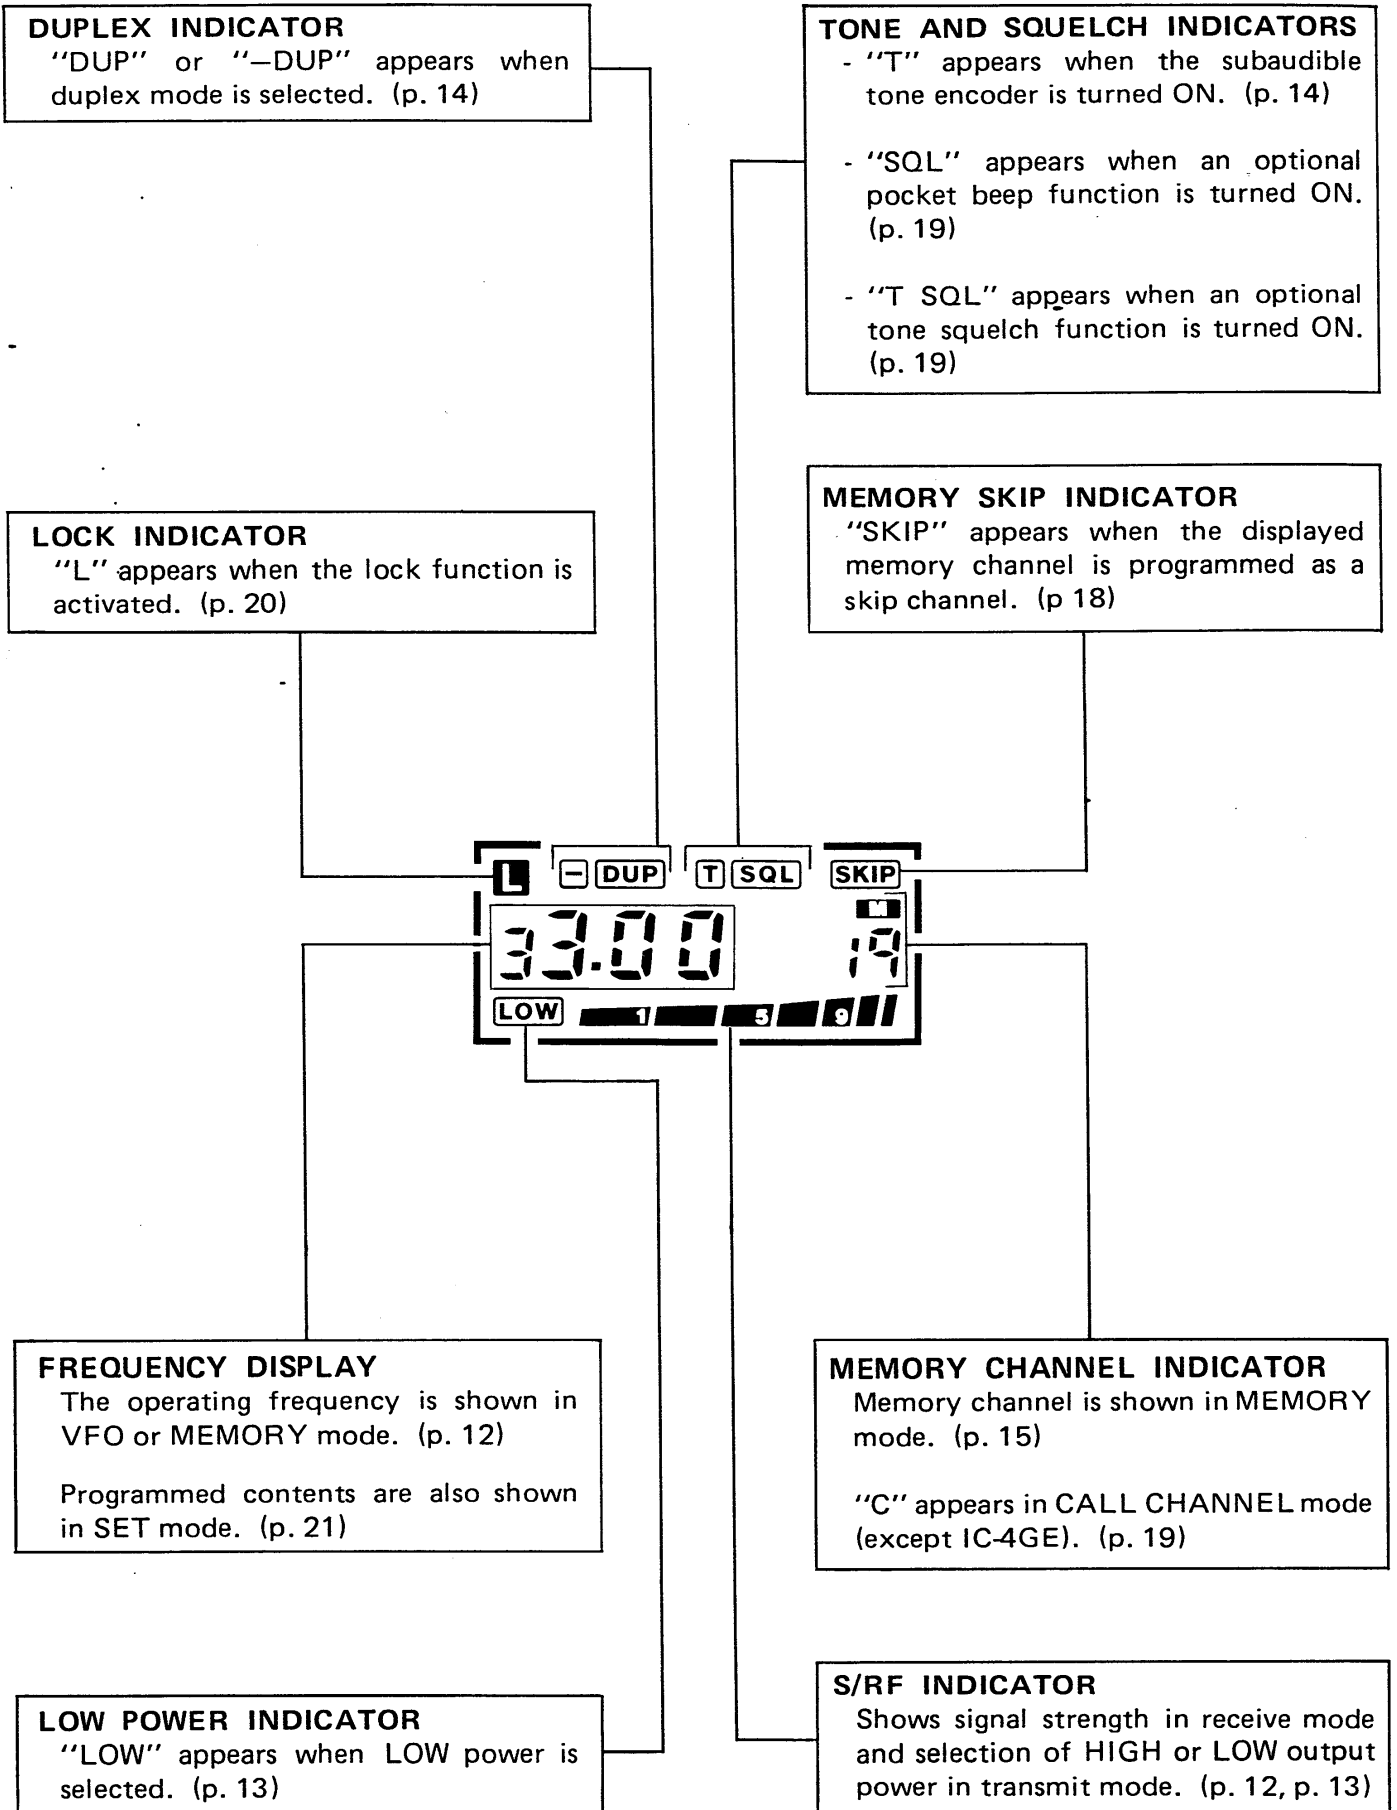 DUPLEX INDICATOR
"DUP" or "—DUP" appears when
duplex mode is selected. (p. 14)
TONE AND SQUELCH INDICATORS
- "T" appears when the subaudible
tone encoder is turned ON. (p. 14)
- "SQL" appears when an optional
pocket beep function is turned ON.
(p. 19)
- "T SQL" appears when an optional
tone squelch function is turned ON.
(p. 19)
LOCK INDICATOR
"L" appears when the lock function is
activated. (p. 20)
MEMORY SKIP INDICATOR
"SKIP" appears when the displayed
memory channel is programmed as a
skip channel. (p 18)
L – DUP T SQL SKIP
M
33.00 19
LOW 1 5 9
FREQUENCY DISPLAY
The operating frequency is shown in
VFO or MEMORY mode. (p. 12)
Programmed contents are also shown
in SET mode. (p. 21)
MEMORY CHANNEL INDICATOR
Memory channel is shown in MEMORY
mode. (p. 15)
"C" appears in CALL CHANNEL mode
(except IC-4GE). (p. 19)
LOW POWER INDICATOR
"LOW" appears when LOW power is
selected. (p. 13)
S/RF INDICATOR
Shows signal strength in receive mode
and selection of HIGH or LOW output
power in transmit mode. (p. 12, p. 13)